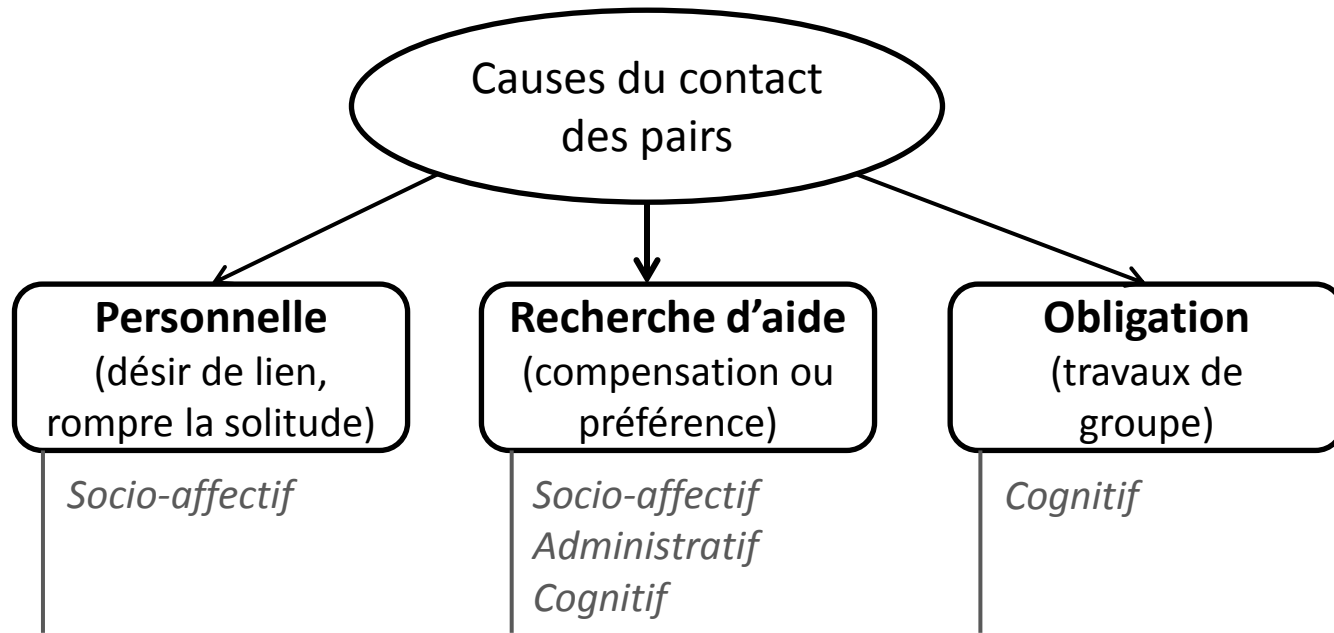 Causes du contact
des pairs
Personnelle
(désir de lien,
rompre la solitude)
Socio-affectif
Recherche d’aide
(compensation ou
préférence)
Socio-affectif
Administratif
Cognitif
Obligation
(travaux de
groupe)
Cognitif